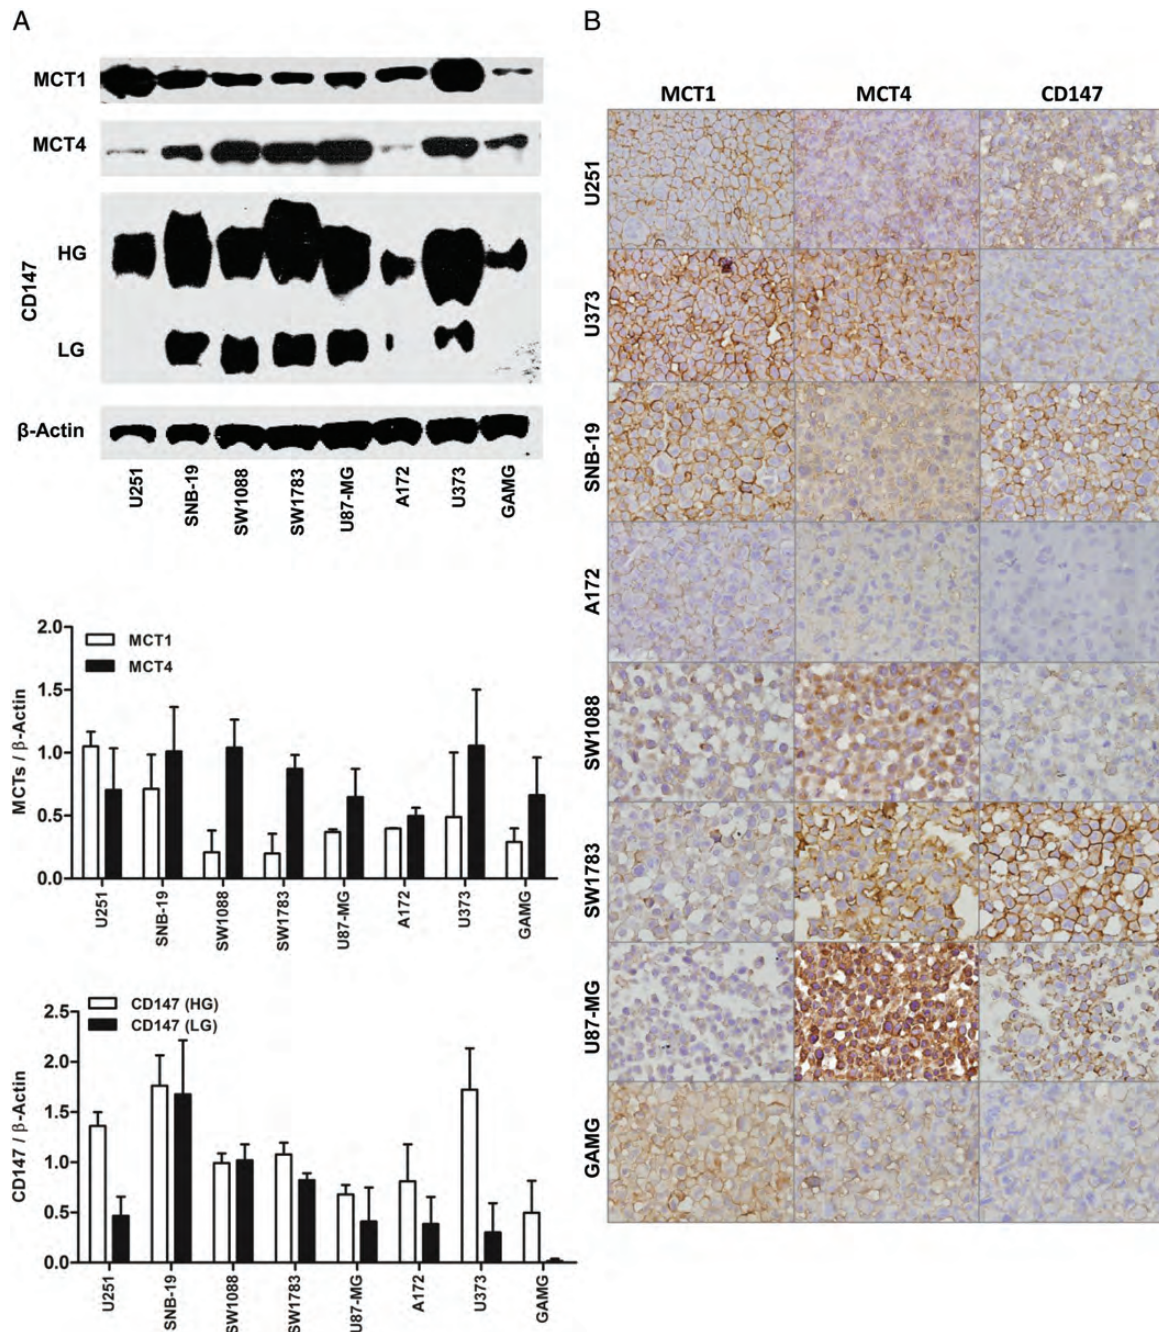 A
MCT1
MCT4
CD147
HG
LG
β-Actin
U251
SNB-19
SW1088
SW1783
U87-MG
A172
U373
GAMG
2.0
1.5
1.0
0.5
0.0
MCTs / β-Actin
MCT1
MCT4
U251
SNB-19
SW1088
SW1783
U87-MG
A172
U373
GAMG
2.5
2.0
1.5
1.0
0.5
0.0
CD147 / β-Actin
CD147 (HG)
CD147 (LG)
U251
SNB-19
SW1088
SW1783
U87-MG
A172
U373
GAMG
B
MCT1 MCT4 CD147
U251
U373
SNB-19
A172
SW1088
SW1783
U87-MG
GAMG